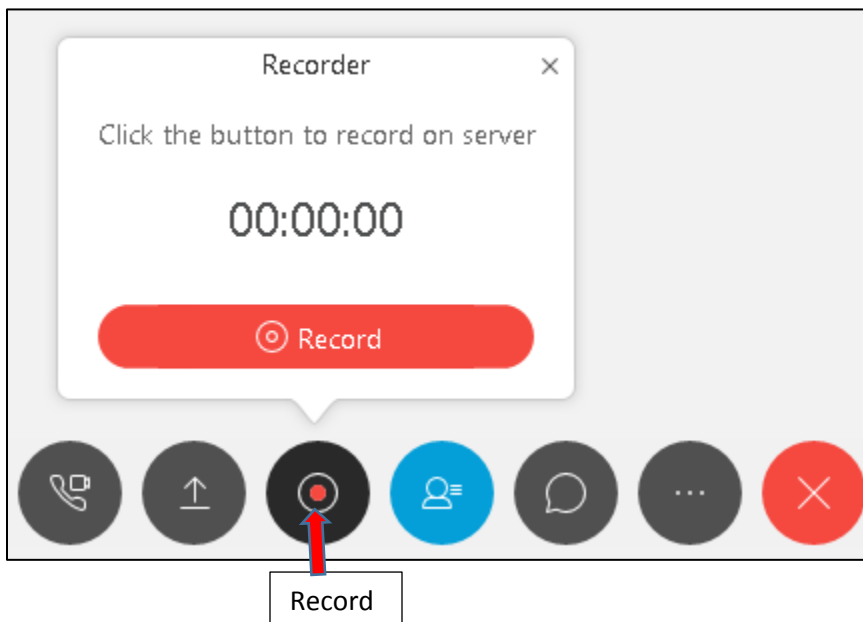 Recorder
Click the button to record on server
00:00:00
Record
Record